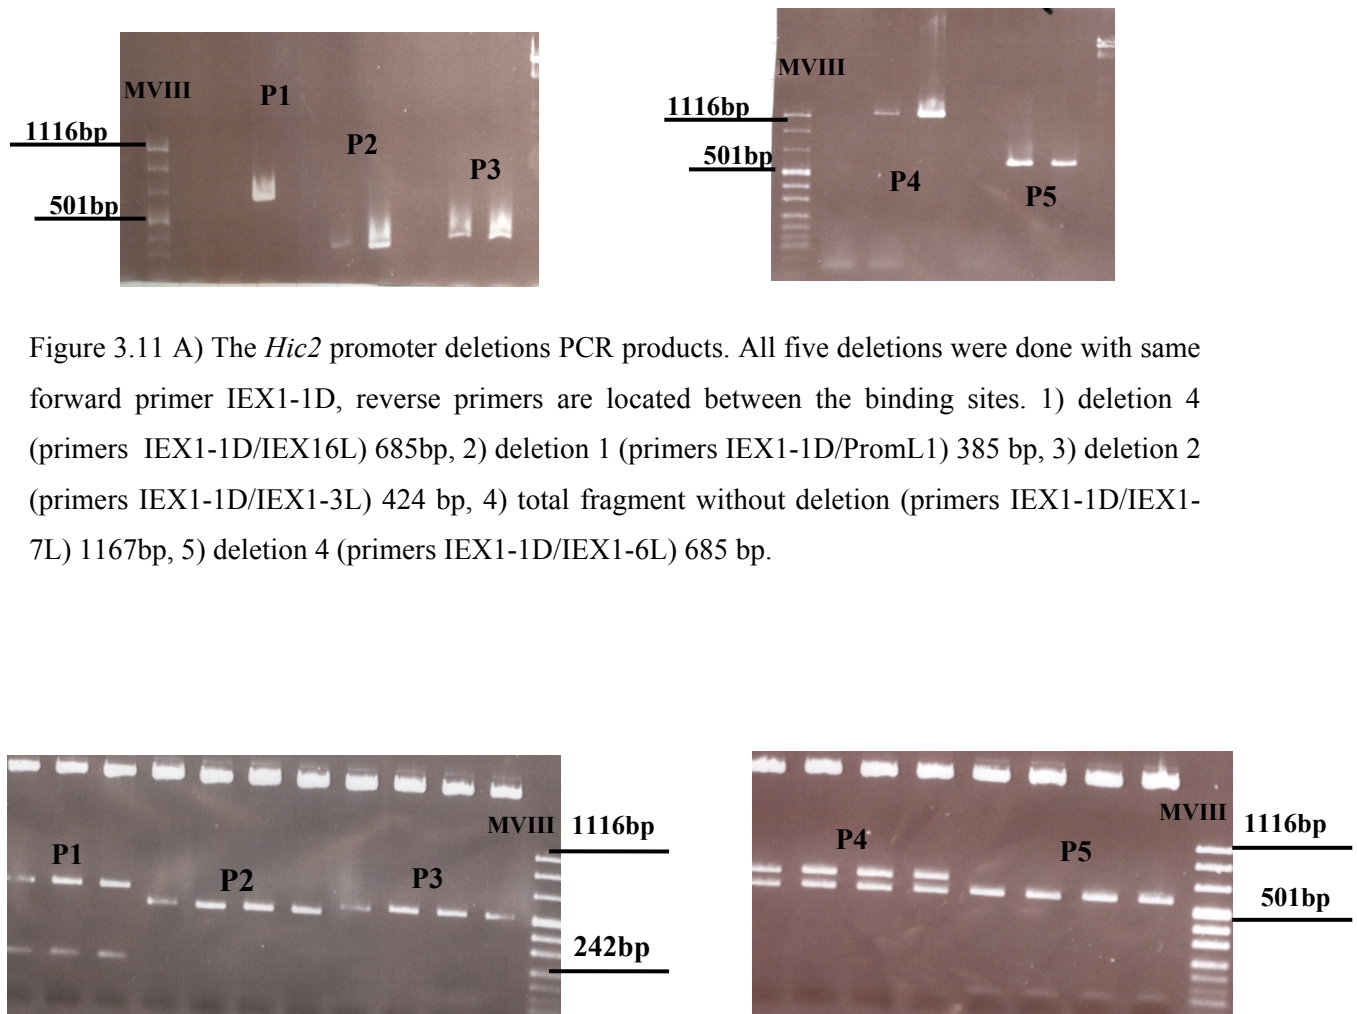 MVIII
P1
1116bp
P2
P3
501bp
MVIII
1116bp
501bp
P4
P5
Figure 3.11 A) The Hic2 promoter deletions PCR products. All five deletions were done with same
forward primer IEX1-1D, reverse primers are located between the binding sites. 1) deletion 4
(primers IEX1-1D/IEX16L) 685bp, 2) deletion 1 (primers IEX1-1D/PromL1) 385 bp, 3) deletion 2
(primers IEX1-1D/IEX1-3L) 424 bp, 4) total fragment without deletion (primers IEX1-1D/IEX1-
7L) 1167bp, 5) deletion 4 (primers IEX1-1D/IEX1-6L) 685 bp.
MVIII
1116bp
P1
P2
P3
242bp
MVIII
1116bp
P4
P5
501bp